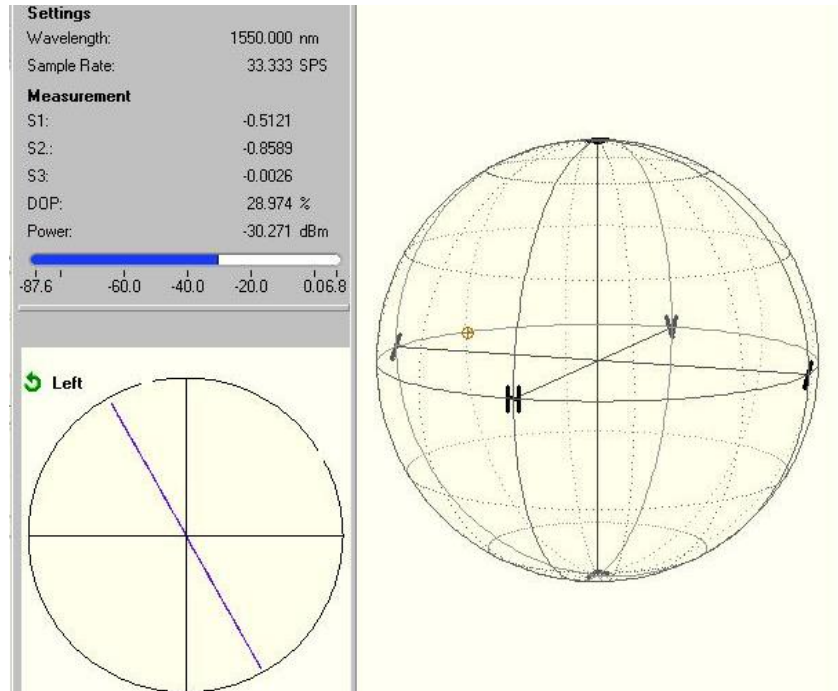 Settings
Wavelength: 1550.000 nm
Sample Rate: 33.333 SPS
Measurement
S1: -0.5121
S2.: -0.8589
S3: -0.0026
DOP: 28.974 %
Power: -30.271 dBm
-87.6 -60.0 -40.0 -20.0 0.06.8
Left
V
H